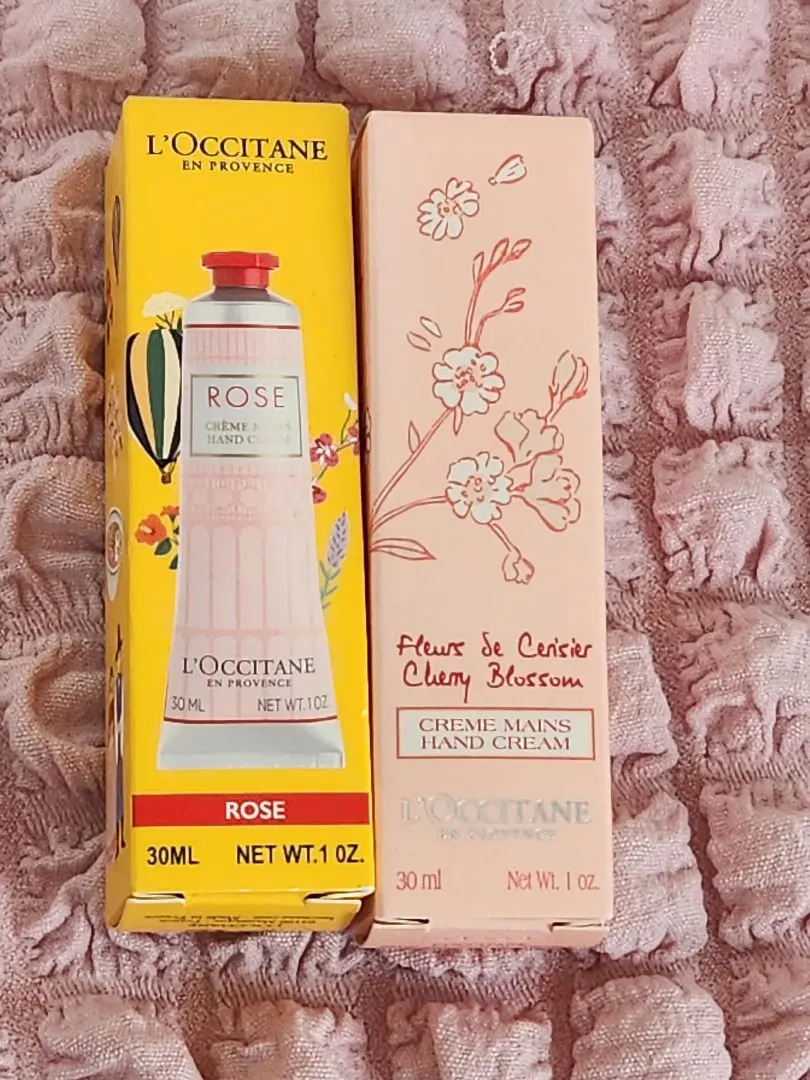 L'OCCITANE
EN PROVENCE
ROSE
CRÈME MAINS
HAND CREAM
L'OCCITANE
EN PROVENCE
30 ML NET WT.1 OZ.
ROSE
30ML NET WT.1 OZ.
Fleurs de Cerisier
Cherry Blossom
CREME MAINS
HAND CREAM
L'OCCITANE
EN PROVENCE
30 ml Net Wt. 1 oz.